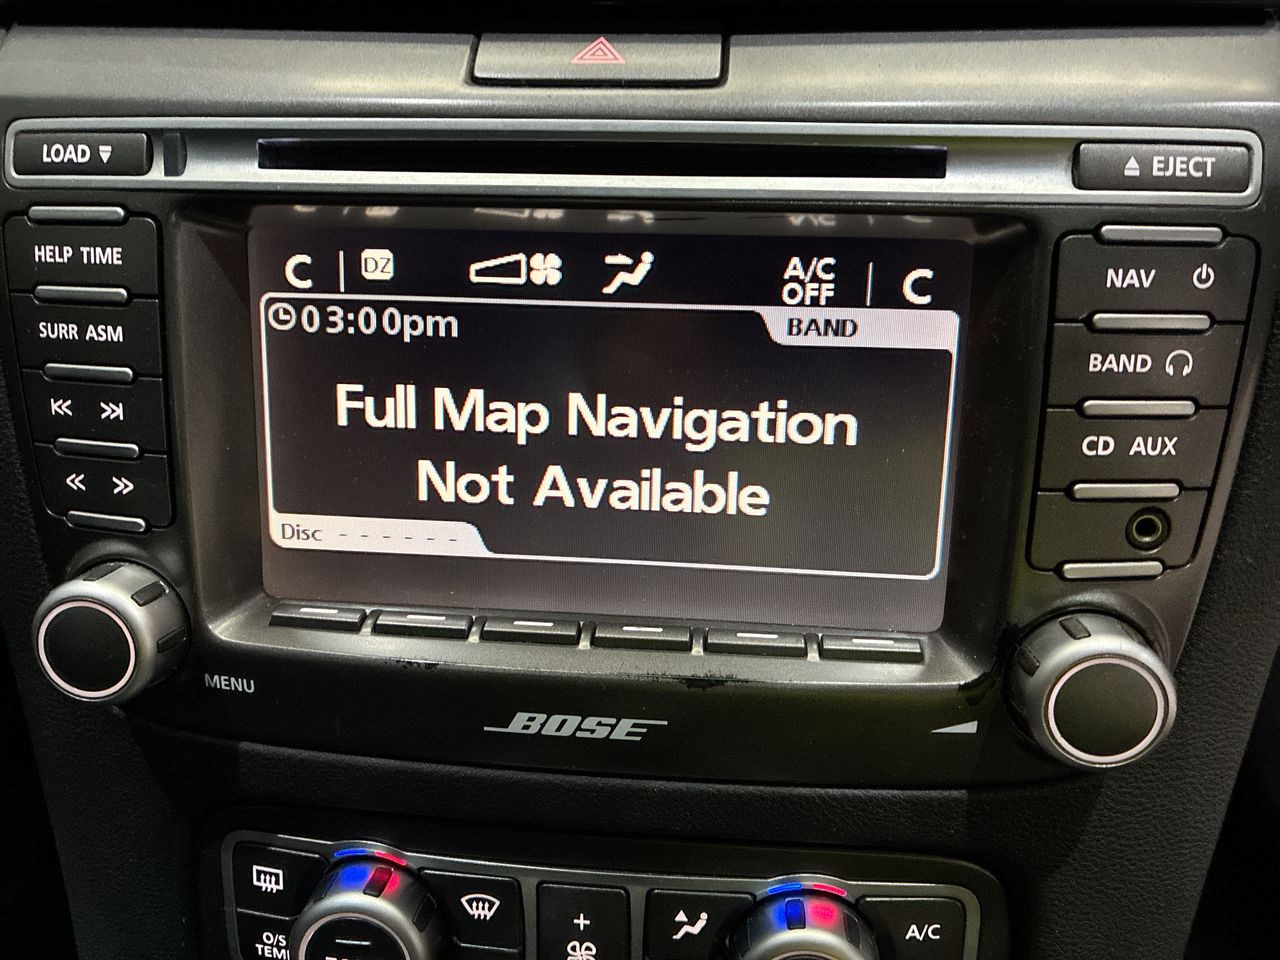 LOAD
EJECT
HELP TIME
SURR ASM
NAV
BAND
CD AUX
C
DZ
A/C
OFF
C
03:00pm
BAND
Full Map Navigation
Not Available
Disc - - - - - -
MENU
BOSE
O/S
A/C